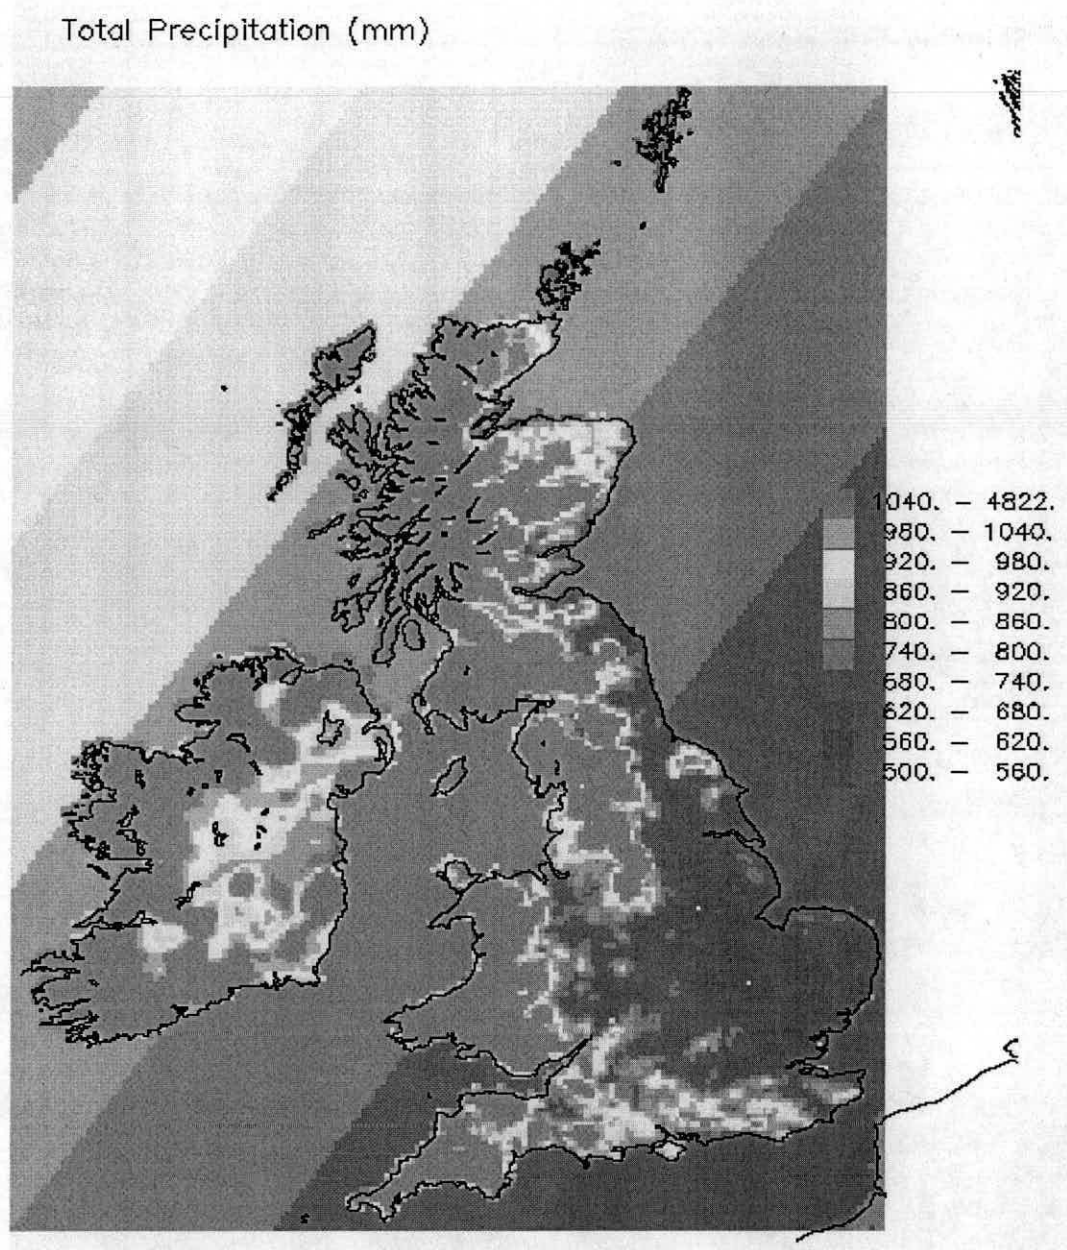 Total Precipitation (mm)
1040. – 4822.
980. – 1040.
920. – 980.
860. – 920.
800. – 860.
740. – 800.
680. – 740.
620. – 680.
560. – 620.
500. – 560.